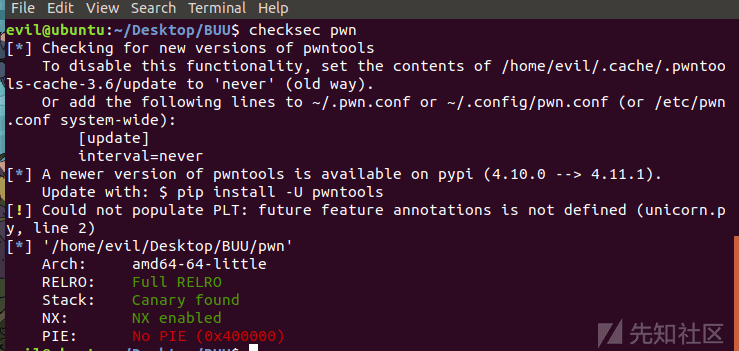 File Edit View Search Terminal Help
evil@ubuntu:~/Desktop/BUU$ checksec pwn
[*] Checking for new versions of pwntools
    To disable this functionality, set the contents of /home/evil/.cache/.pwntoo
ls-cache-3.6/update to 'never' (old way).
    Or add the following lines to ~/.pwn.conf or ~/.config/pwn.conf (or /etc/pwn
.conf system-wide):
        [update]
        interval=never
[*] A newer version of pwntools is available on pypi (4.10.0 --> 4.11.1).
    Update with: $ pip install -U pwntools
[!] Could not populate PLT: future feature annotations is not defined (unicorn.p
y, line 2)
[*] '/home/evil/Desktop/BUU/pwn'
    Arch:     amd64-64-little
    RELRO:    Full RELRO
    Stack:    Canary found
    NX:       NX enabled
    PIE:      No PIE (0x400000)
evil@ubuntu:~/Desktop/BUU$
先知社区